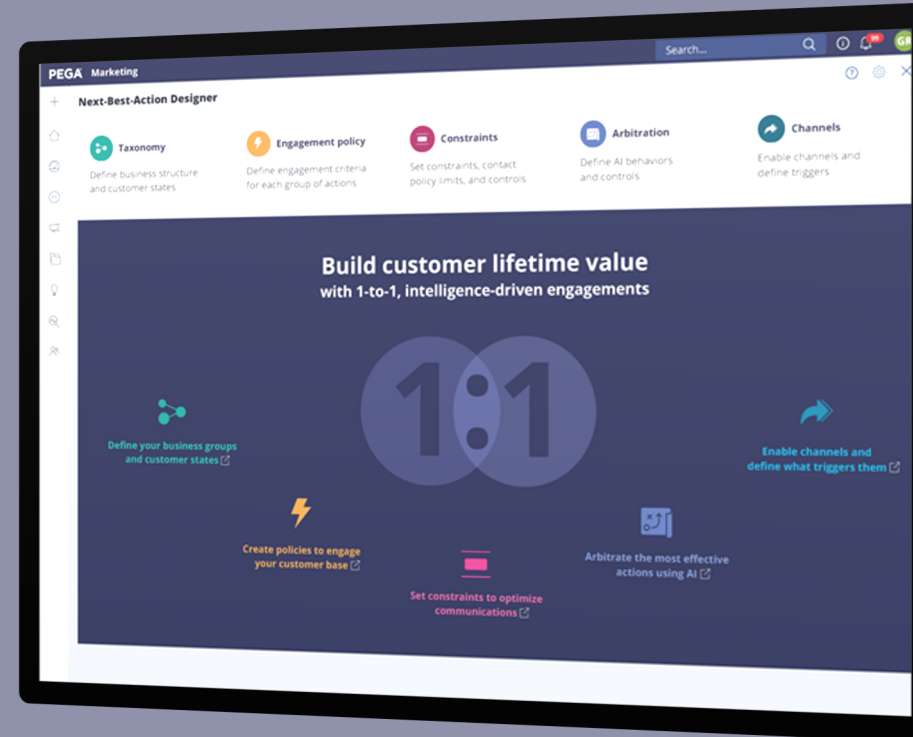 PEGA Marketing
Search...
99
GR
Next-Best-Action Designer
Taxonomy
Define business structure
and customer states
Engagement policy
Define engagement criteria
for each group of actions
Constraints
Set constraints, contact
policy limits, and controls
Arbitration
Define AI behaviors
and controls
Channels
Enable channels and
define triggers
Build customer lifetime value
with 1-to-1, intelligence-driven engagements
1:1
Define your business groups
and customer states
Create policies to engage
your customer base
Set constraints to optimize
communications
Arbitrate the most effective
actions using AI
Enable channels and
define what triggers them